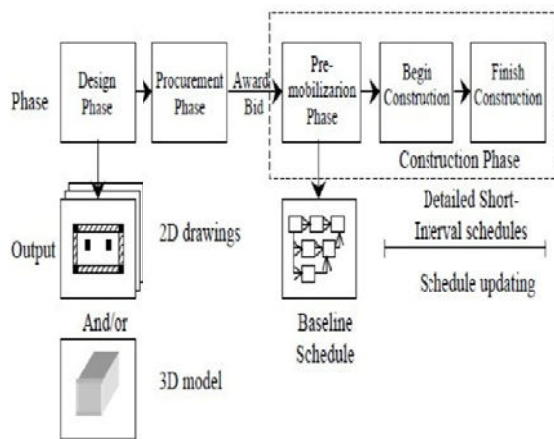 Phase
Design
Phase
Procurement
Phase
Award
Bid
Pre-
mobilizarion
Phase
Begin
Construction
Finish
Construction
Construction Phase
Output
2D drawings
And/or
3D model
Baseline
Schedule
Detailed Short-
Interval schedules
Schedule updating